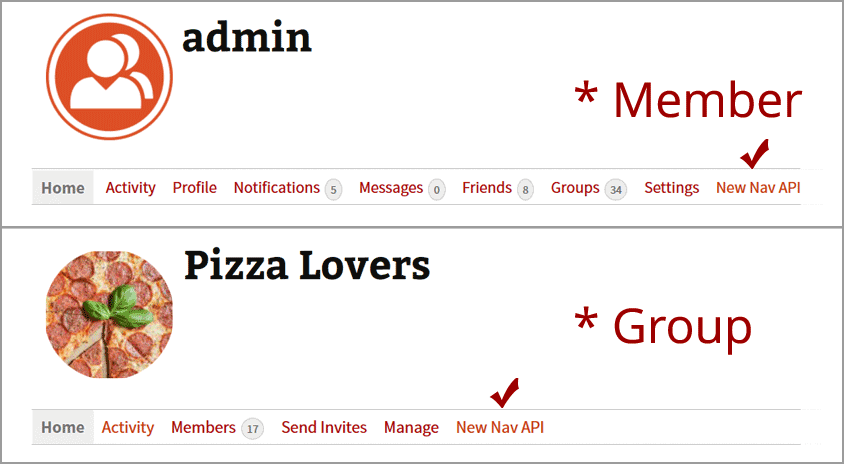 admin
* Member
Home Activity Profile Notifications 5 Messages 0 Friends 8 Groups 34 Settings New Nav API
Pizza Lovers
* Group
Home Activity Members 17 Send Invites Manage New Nav API